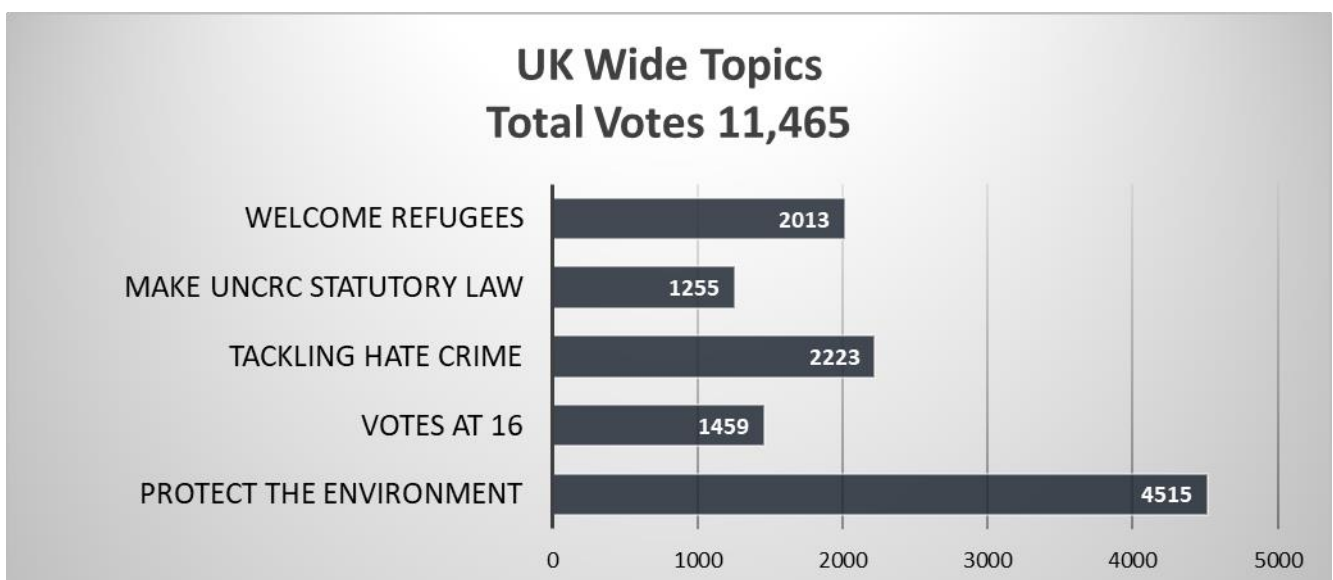 UK Wide Topics
Total Votes 11,465
WELCOME REFUGEES 2013
MAKE UNCRC STATUTORY LAW 1255
TACKLING HATE CRIME 2223
VOTES AT 16 1459
PROTECT THE ENVIRONMENT 4515
0 1000 2000 3000 4000 5000